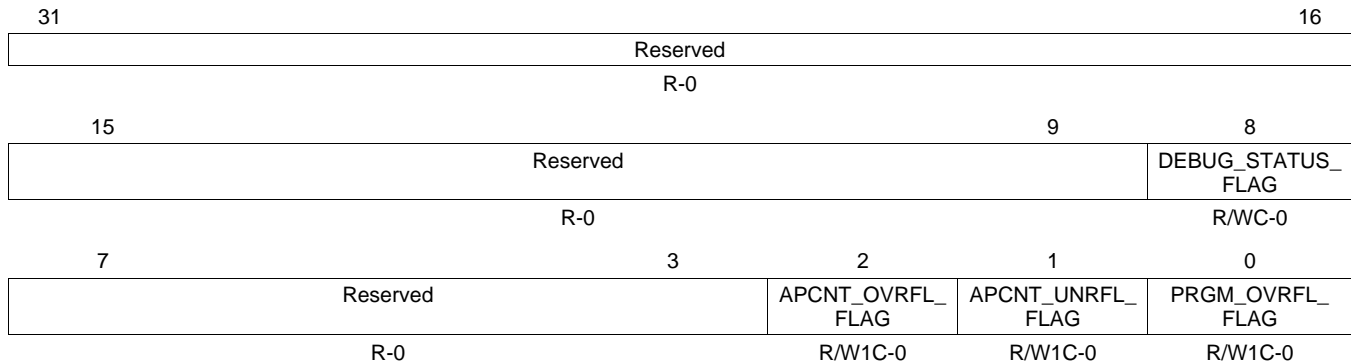 31 16
Reserved
R-0
15 9 8
Reserved DEBUG_STATUS_
FLAG
R-0 R/WC-0
7 3 2 1 0
Reserved APCNT_OVRFL_ APCNT_UNRFL_ PRGM_OVRFL_
FLAG FLAG FLAG
R-0 R/W1C-0 R/W1C-0 R/W1C-0